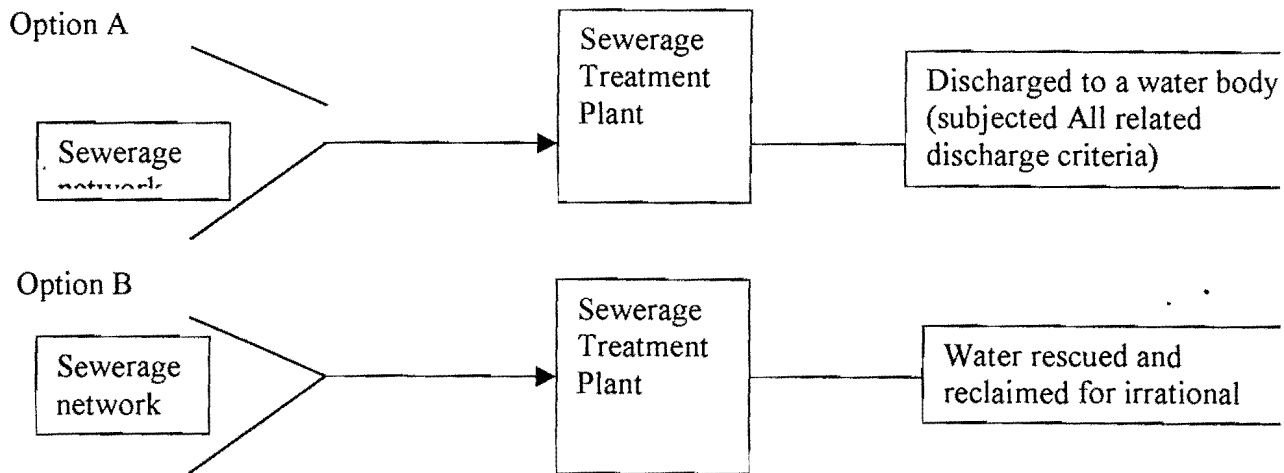 Option A
Sewerage
Treatment
Plant
Discharged to a water body
(subjected All related
discharge criteria)
Sewerage
network
Option B
Sewerage
Treatment
Plant
Sewerage
network
Water rescued and
reclaimed for irrational